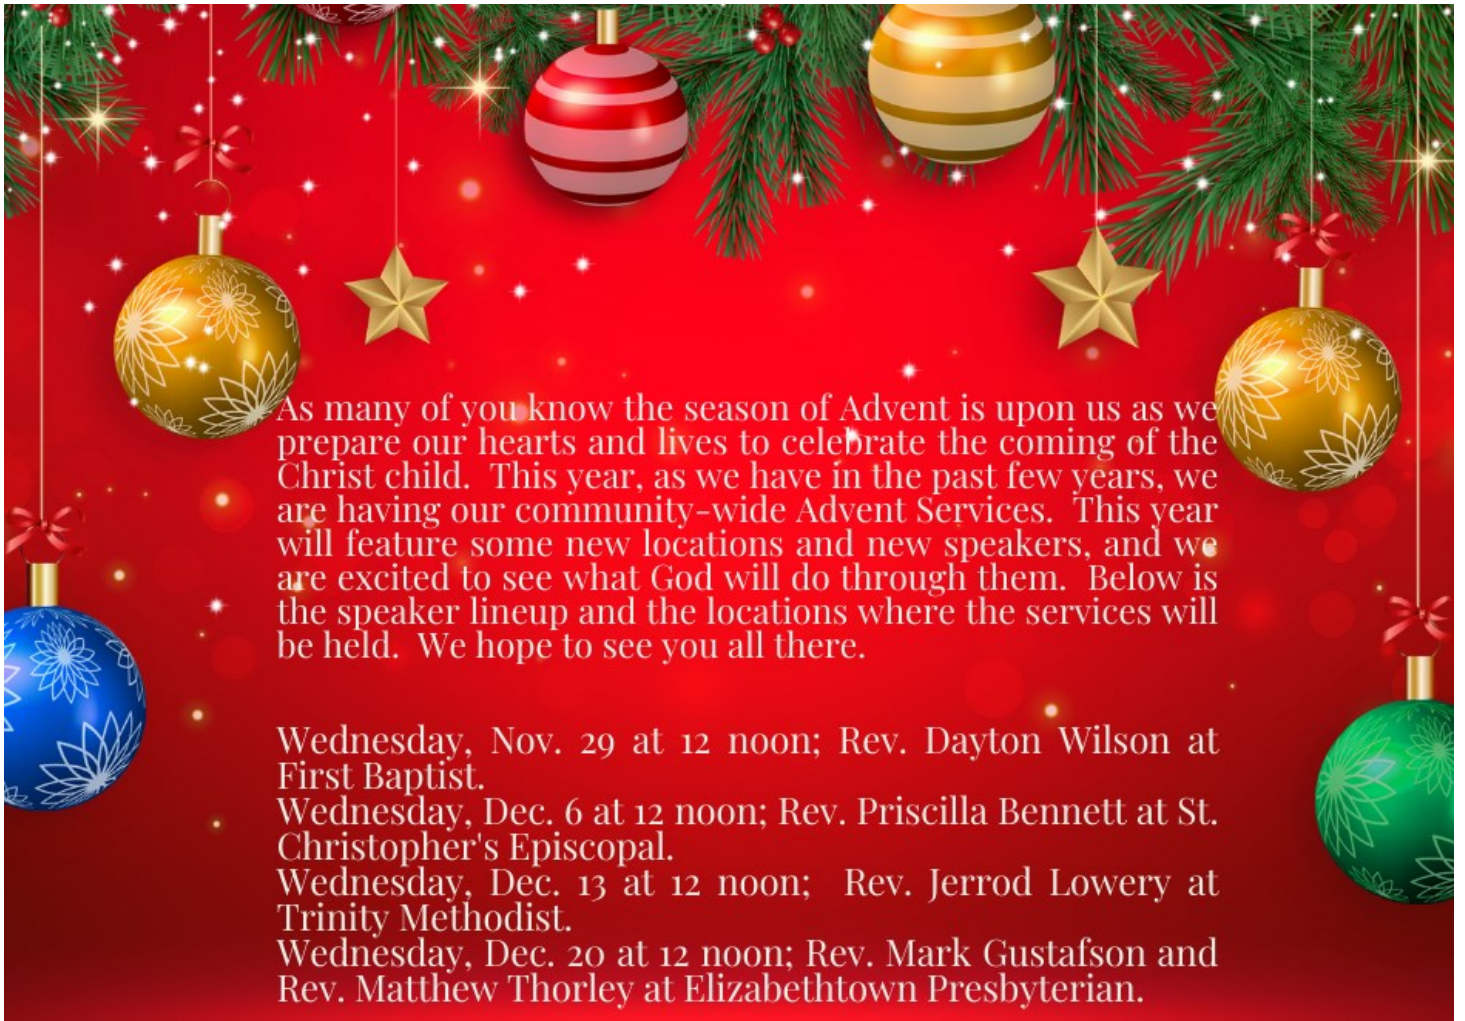 As many of you know the season of Advent is upon us as we
prepare our hearts and lives to celebrate the coming of the
Christ child.  This year, as we have in the past few years, we
are having our community-wide Advent Services.  This year
will feature some new locations and new speakers, and we
are excited to see what God will do through them.  Below is
the speaker lineup and the locations where the services will
be held.  We hope to see you all there.
Wednesday, Nov. 29 at 12 noon; Rev. Dayton Wilson at
First Baptist.
Wednesday, Dec. 6 at 12 noon; Rev. Priscilla Bennett at St.
Christopher's Episcopal.
Wednesday, Dec. 13 at 12 noon;  Rev. Jerrod Lowery at
Trinity Methodist.
Wednesday, Dec. 20 at 12 noon; Rev. Mark Gustafson and
Rev. Matthew Thorley at Elizabethtown Presbyterian.